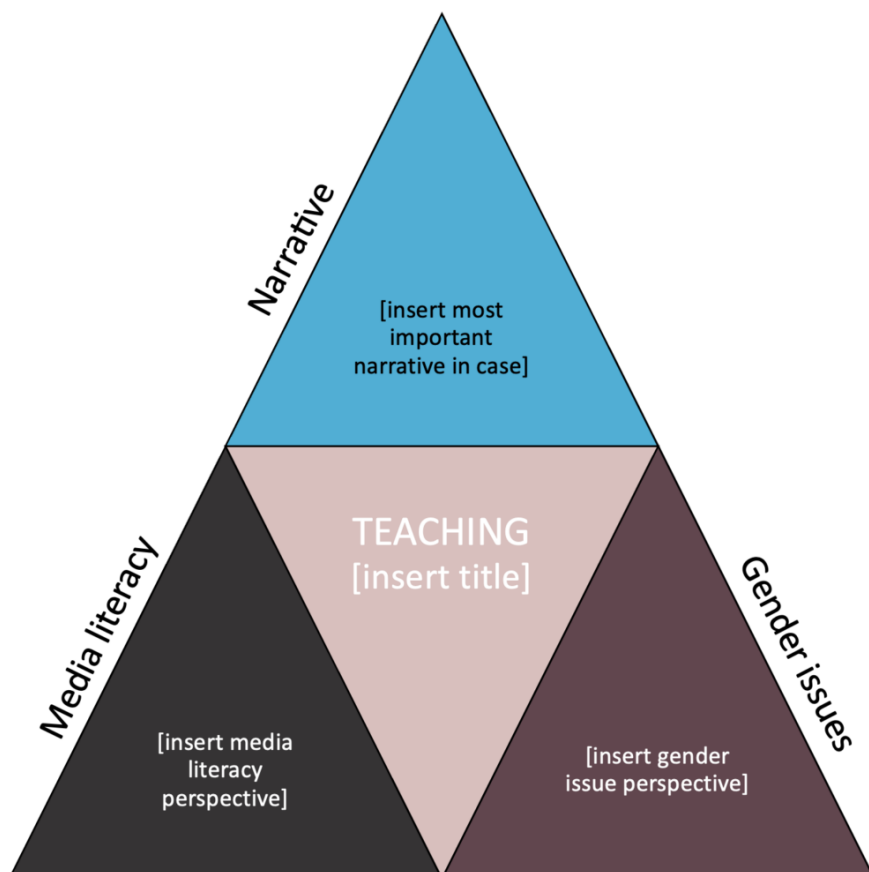 Narrative
[insert most
important
narrative in case]
TEACHING
[insert title]
Media literacy
Gender issues
[insert media
literacy
perspective]
[insert gender
issue perspective]